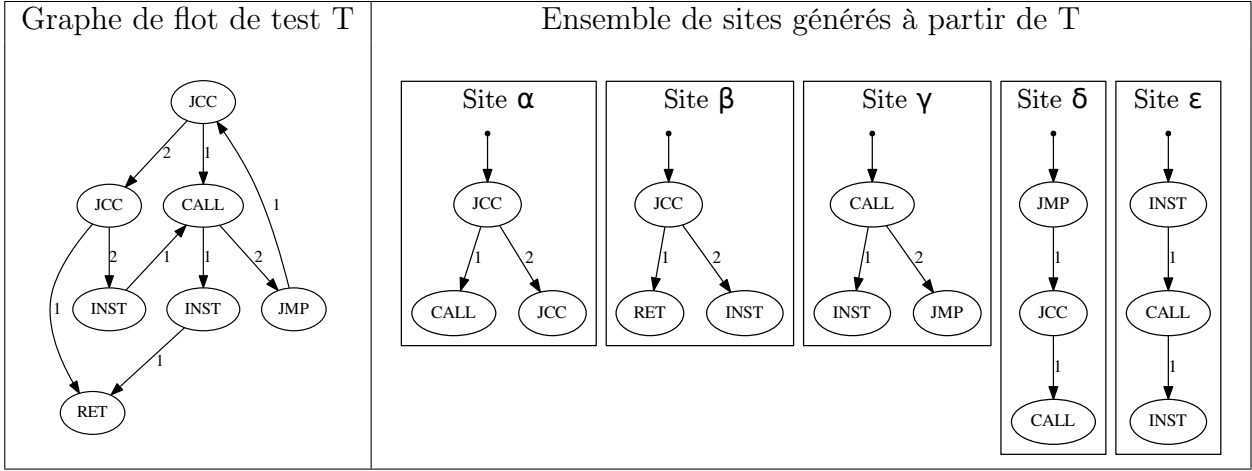 Graphe de flot de test T
Ensemble de sites générés à partir de T
JCC
2
1
JCC
CALL
1
2
1
1
2
1
INST
INST
JMP
1
RET
Site α
JCC
1
2
CALL
JCC
Site β
JCC
1
2
RET
INST
Site γ
CALL
1
2
INST
JMP
Site δ
JMP
1
JCC
1
CALL
Site ε
INST
1
CALL
1
INST